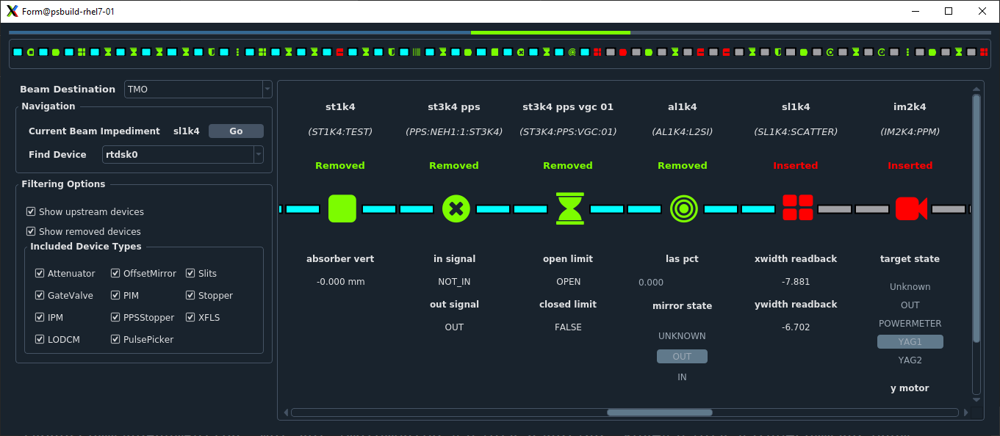 Form@psbuild-rhel7-01
Beam Destination TMO
Navigation
Current Beam Impediment sl1k4 Go
Find Device rtdsk0
Filtering Options
Show upstream devices
Show removed devices
Included Device Types
Attenuator OffsetMirror Slits
GateValve PIM Stopper
IPM PPSStopper XFLS
LODCM PulsePicker
st1k4 st3k4 pps st3k4 pps vgc 01 al1k4 sl1k4 im2k4
(ST1K4:TEST) (PPS:NEH1:1:ST3K4) (ST3K4:PPS:VGC:01) (AL1K4:L2SI) (SL1K4:SCATTER) (IM2K4:PPM)
Removed Removed Removed Removed Inserted Inserted
absorber vert
-0.000 mm
in signal
NOT_IN
out signal
OUT
open limit
OPEN
closed limit
FALSE
las pct
0.000
mirror state
UNKNOWN
OUT
IN
xwidth readback
-7.881
ywidth readback
-6.702
target state
Unknown
OUT
POWERMETER
YAG1
YAG2
y motor